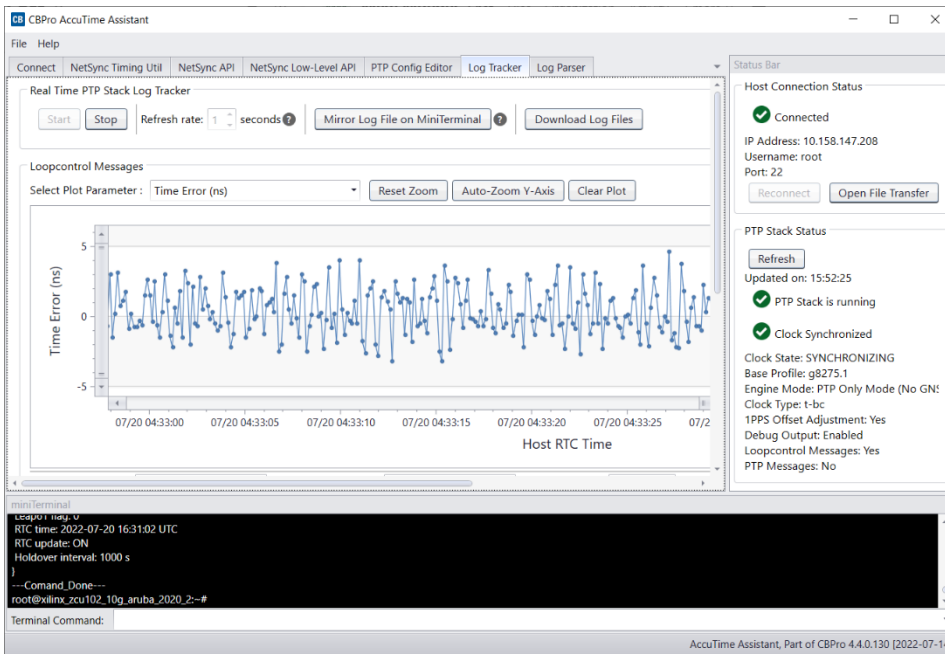 CB CBPro AccuTime Assistant
File Help
Connect NetSync Timing Util NetSync API NetSync Low-Level API PTP Config Editor Log Tracker Log Parser
Real Time PTP Stack Log Tracker
Start Stop Refresh rate: 1 seconds ? Mirror Log File on MiniTerminal ? Download Log Files
Loopcontrol Messages
Select Plot Parameter : Time Error (ns) Reset Zoom Auto-Zoom Y-Axis Clear Plot
Time Error (ns)
5
0
-5
07/20 04:33:00 07/20 04:33:05 07/20 04:33:10 07/20 04:33:15 07/20 04:33:20 07/20 04:33:25 07/2
Host RTC Time
Status Bar
Host Connection Status
Connected
IP Address: 10.158.147.208
Username: root
Port: 22
Reconnect Open File Transfer
PTP Stack Status
Refresh
Updated on: 15:52:25
PTP Stack is running
Clock Synchronized
Clock State: SYNCHRONIZING
Base Profile: g8275.1
Engine Mode: PTP Only Mode (No GNS
Clock Type: t-bc
1PPS Offset Adjustment: Yes
Debug Output: Enabled
Loopcontrol Messages: Yes
PTP Messages: No
miniTerminal
Leap61 flag: 0
RTC time: 2022-07-20 16:31:02 UTC
RTC update: ON
Holdover interval: 1000 s
}
---Comand_Done---
root@xilinx_zcu102_10g_aruba_2020_2:~#
Terminal Command:
AccuTime Assistant, Part of CBPro 4.4.0.130 [2022-07-14